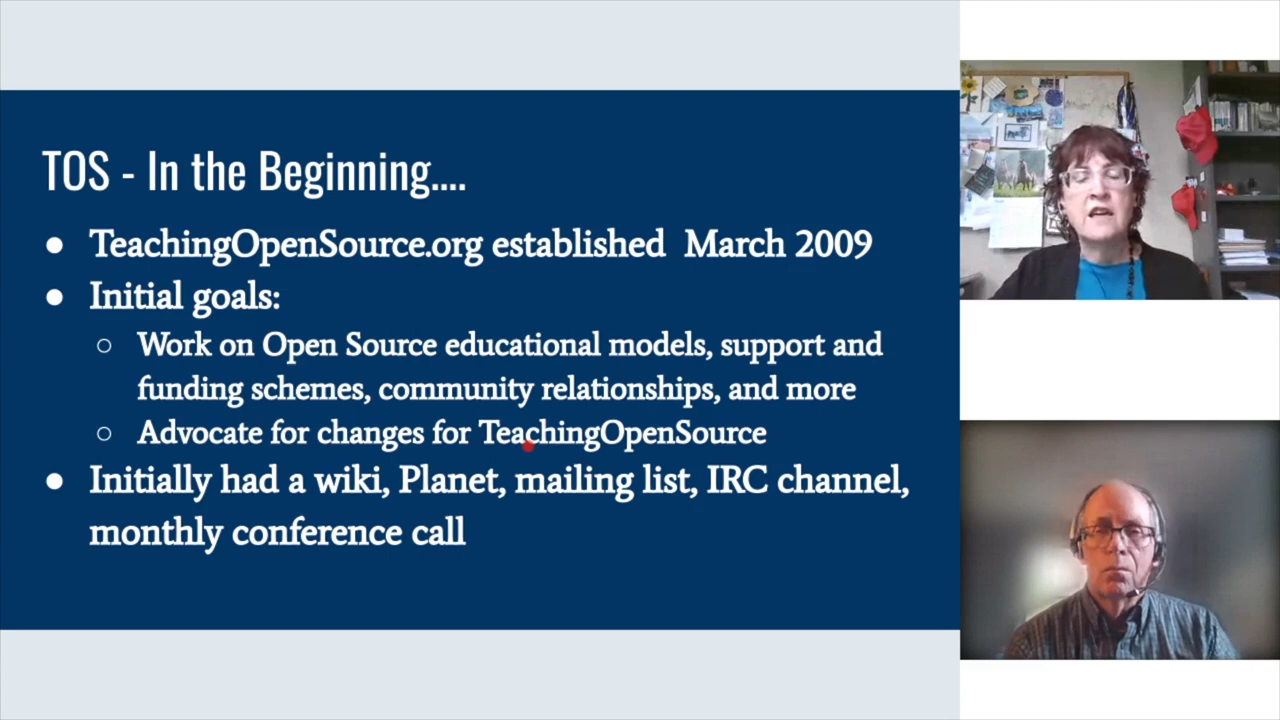 TOS - In the Beginning....
● TeachingOpenSource.org established March 2009
● Initial goals:
○ Work on Open Source educational models, support and
funding schemes, community relationships, and more
○ Advocate for changes for TeachingOpenSource
● Initially had a wiki, Planet, mailing list, IRC channel,
monthly conference call